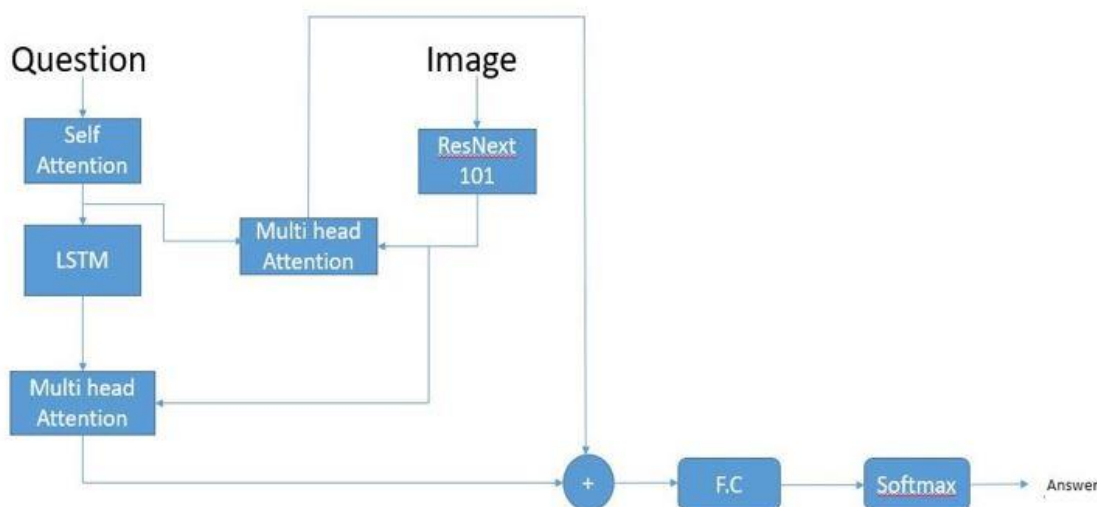 Question
Image
Self
Attention
ResNext
101
Multi head
Attention
LSTM
Multi head
Attention
+
F.C
Softmax
Answer